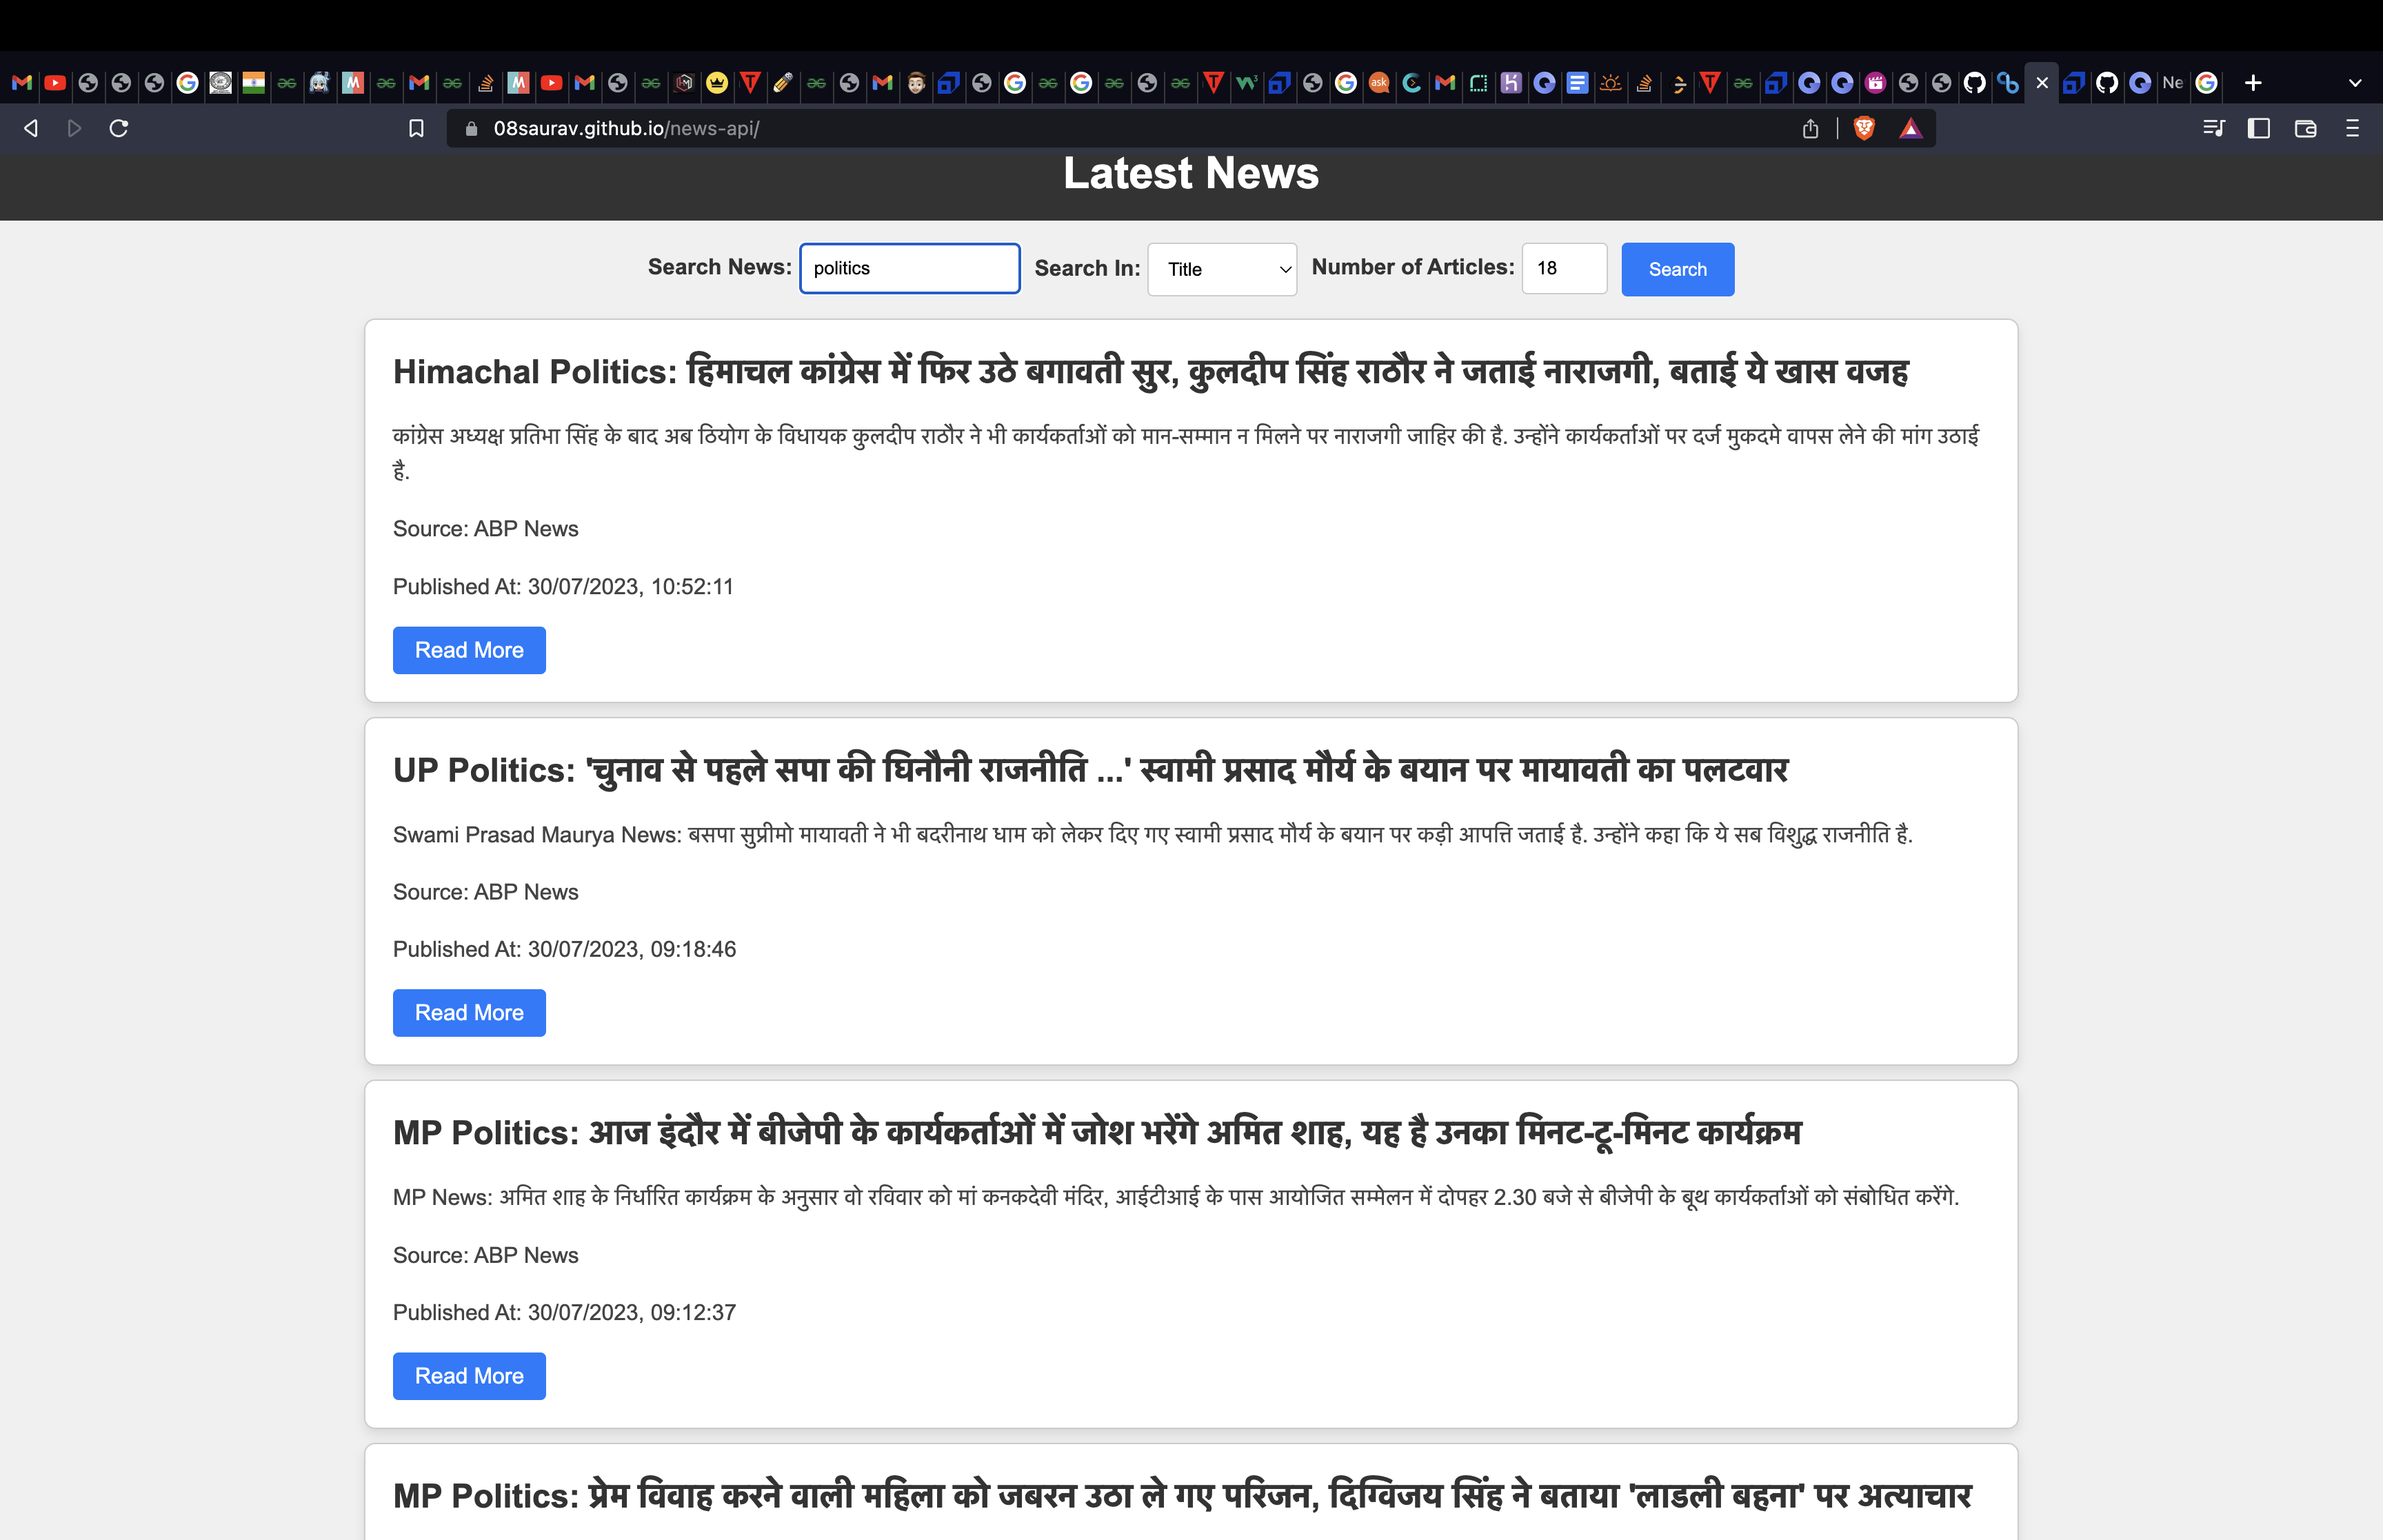 Ne
08saurav.github.io/news-api/
Latest News
Search News: politics Search In: Title Number of Articles: 18 Search
Himachal Politics: हिमाचल कांग्रेस में फिर उठे बगावती सुर, कुलदीप सिंह राठौर ने जताई नाराजगी, बताई ये खास वजह
कांग्रेस अध्यक्ष प्रतिभा सिंह के बाद अब ठियोग के विधायक कुलदीप राठौर ने भी कार्यकर्ताओं को मान-सम्मान न मिलने पर नाराजगी जाहिर की है. उन्होंने कार्यकर्ताओं पर दर्ज मुकदमे वापस लेने की मांग उठाई
है.
Source: ABP News
Published At: 30/07/2023, 10:52:11
Read More
UP Politics: 'चुनाव से पहले सपा की घिनौनी राजनीति ...' स्वामी प्रसाद मौर्य के बयान पर मायावती का पलटवार
Swami Prasad Maurya News: बसपा सुप्रीमो मायावती ने भी बदरीनाथ धाम को लेकर दिए गए स्वामी प्रसाद मौर्य के बयान पर कड़ी आपत्ति जताई है. उन्होंने कहा कि ये सब विशुद्ध राजनीति है.
Source: ABP News
Published At: 30/07/2023, 09:18:46
Read More
MP Politics: आज इंदौर में बीजेपी के कार्यकर्ताओं में जोश भरेंगे अमित शाह, यह है उनका मिनट-टू-मिनट कार्यक्रम
MP News: अमित शाह के निर्धारित कार्यक्रम के अनुसार वो रविवार को मां कनकदेवी मंदिर, आईटीआई के पास आयोजित सम्मेलन में दोपहर 2.30 बजे से बीजेपी के बूथ कार्यकर्ताओं को संबोधित करेंगे.
Source: ABP News
Published At: 30/07/2023, 09:12:37
Read More
MP Politics: प्रेम विवाह करने वाली महिला को जबरन उठा ले गए परिजन, दिग्विजय सिंह ने बताया 'लाडली बहना' पर अत्याचार